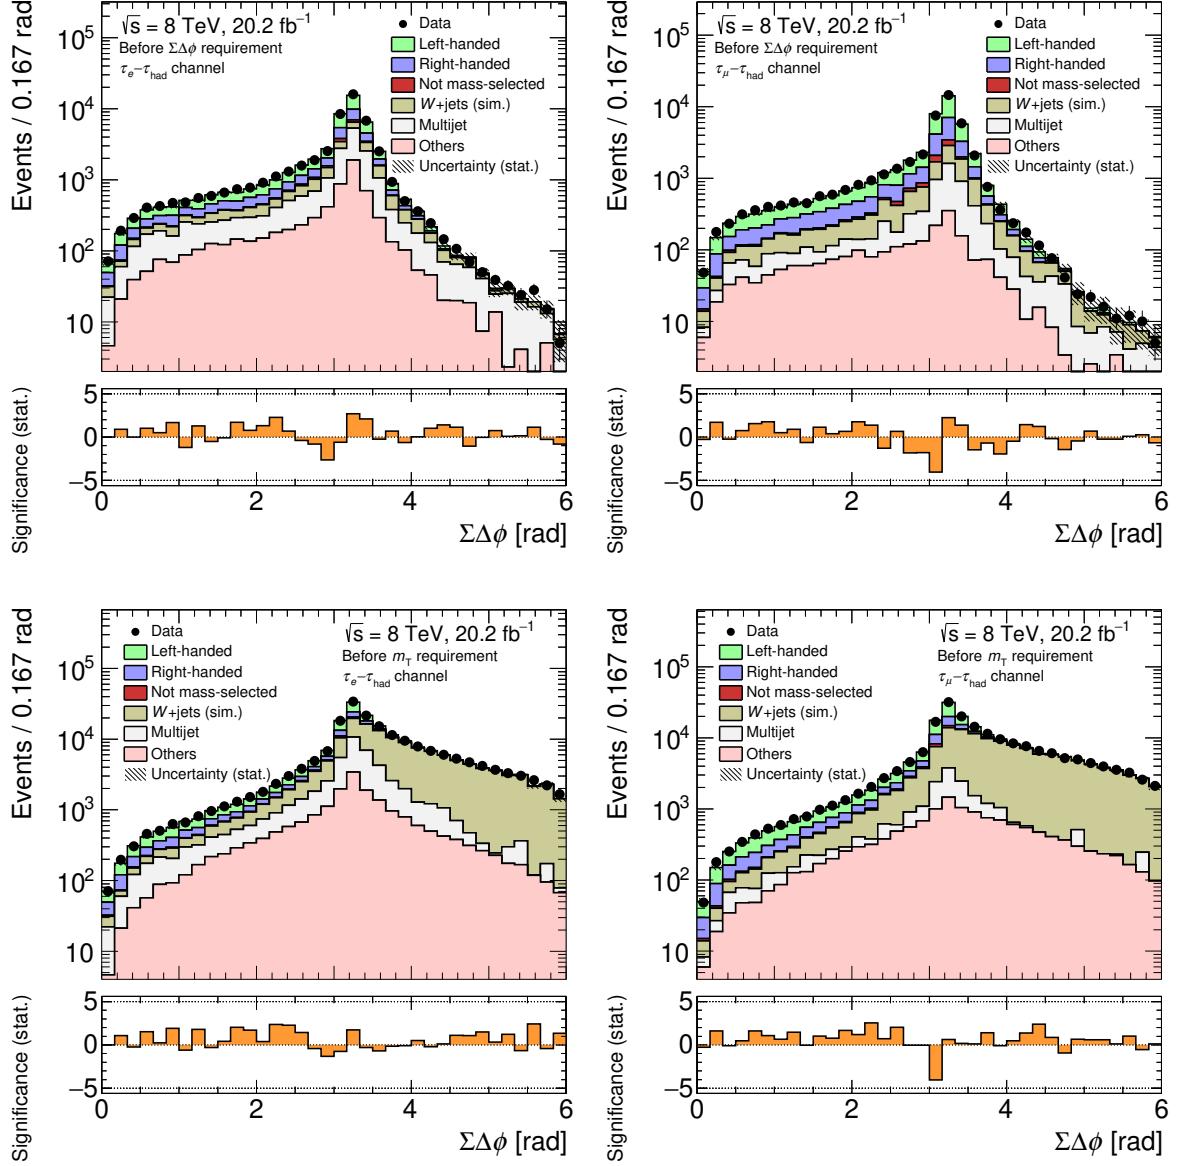 √s = 8 TeV, 20.2 fb⁻¹
Before ΣΔϕ requirement
τₑ−τ_had channel
Data
Left-handed
Right-handed
Not mass-selected
W+jets (sim.)
Multijet
Others
Uncertainty (stat.)
Events / 0.167 rad
10⁵
10⁴
10³
10²
10
Significance (stat.)
5
0
−5
0 2 4 6
ΣΔϕ [rad]
√s = 8 TeV, 20.2 fb⁻¹
Before ΣΔϕ requirement
τ_μ−τ_had channel
Data
Left-handed
Right-handed
Not mass-selected
W+jets (sim.)
Multijet
Others
Uncertainty (stat.)
Events / 0.167 rad
10⁵
10⁴
10³
10²
10
Significance (stat.)
5
0
−5
0 2 4 6
ΣΔϕ [rad]
Data
Left-handed
Right-handed
Not mass-selected
W+jets (sim.)
Multijet
Others
Uncertainty (stat.)
√s = 8 TeV, 20.2 fb⁻¹
Before m_T requirement
τₑ−τ_had channel
Events / 0.167 rad
10⁵
10⁴
10³
10²
10
Significance (stat.)
5
0
−5
0 2 4 6
ΣΔϕ [rad]
Data
Left-handed
Right-handed
Not mass-selected
W+jets (sim.)
Multijet
Others
Uncertainty (stat.)
√s = 8 TeV, 20.2 fb⁻¹
Before m_T requirement
τ_μ−τ_had channel
Events / 0.167 rad
10⁵
10⁴
10³
10²
10
Significance (stat.)
5
0
−5
0 2 4 6
ΣΔϕ [rad]